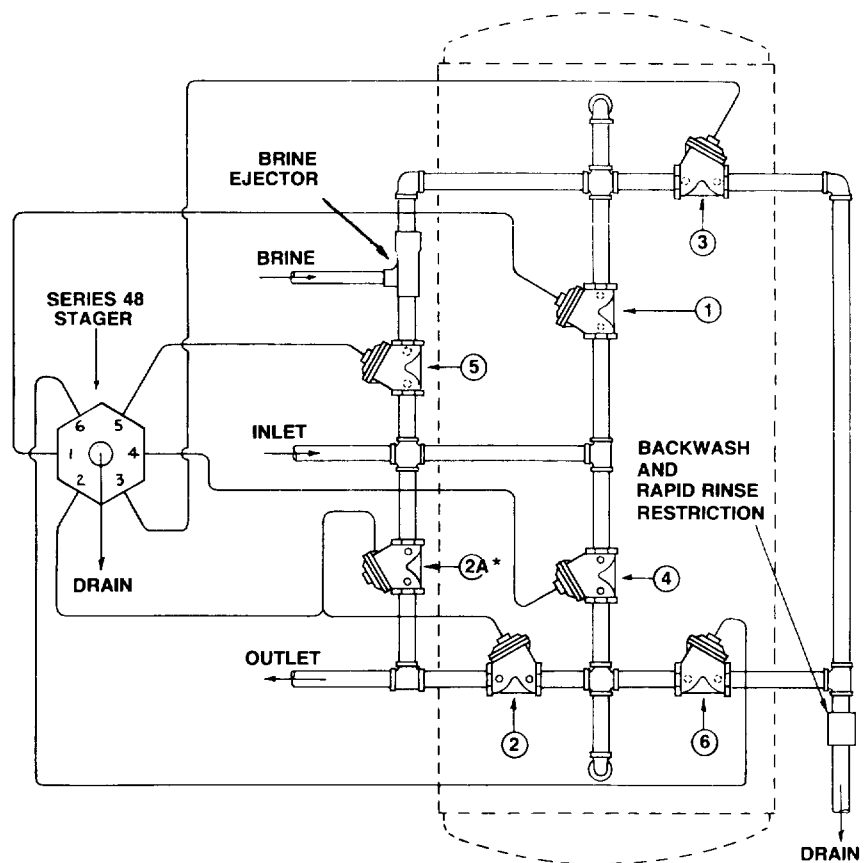 BRINE
EJECTOR
3
BRINE
SERIES 48
STAGER
1
5
6
5
1
4
2
3
INLET
BACKWASH
AND
RAPID RINSE
RESTRICTION
DRAIN
2A*
4
OUTLET
2
6
DRAIN